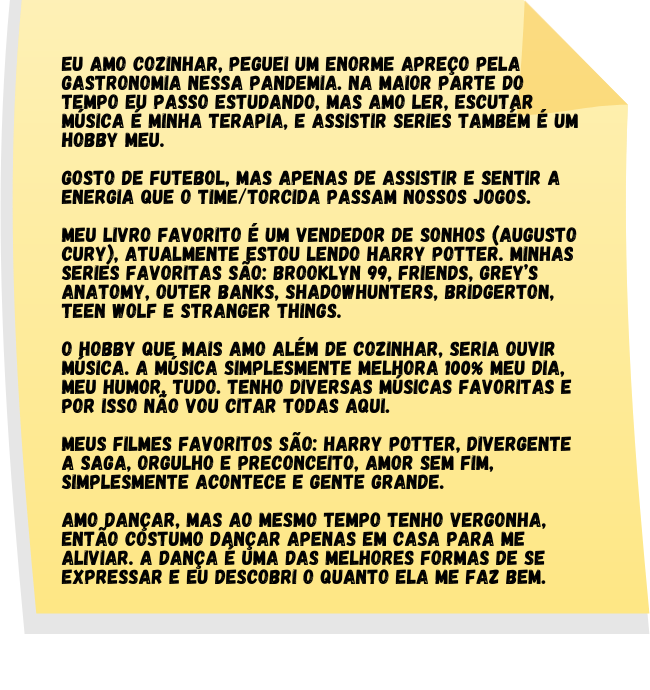 EU AMO COZINHAR, PEGUEI UM ENORME APREÇO PELA
GASTRONOMIA NESSA PANDEMIA. NA MAIOR PARTE DO
TEMPO EU PASSO ESTUDANDO, MAS AMO LER, ESCUTAR
MÚSICA É MINHA TERAPIA, E ASSISTIR SERIES TAMBÉM É UM
HOBBY MEU.
GOSTO DE FUTEBOL, MAS APENAS DE ASSISTIR E SENTIR A
ENERGIA QUE O TIME/TORCIDA PASSAM NOSSOS JOGOS.
MEU LIVRO FAVORITO É UM VENDEDOR DE SONHOS (AUGUSTO
CURY), ATUALMENTE ESTOU LENDO HARRY POTTER. MINHAS
SERIES FAVORITAS SÃO: BROOKLYN 99, FRIENDS, GREY'S
ANATOMY, OUTER BANKS, SHADOWHUNTERS, BRIDGERTON,
TEEN WOLF E STRANGER THINGS.
O HOBBY QUE MAIS AMO ALÉM DE COZINHAR, SERIA OUVIR
MÚSICA. A MÚSICA SIMPLESMENTE MELHORA 100% MEU DIA,
MEU HUMOR, TUDO. TENHO DIVERSAS MÚSICAS FAVORITAS E
POR ISSO NÃO VOU CITAR TODAS AQUI.
MEUS FILMES FAVORITOS SÃO: HARRY POTTER, DIVERGENTE
A SAGA, ORGULHO E PRECONCEITO, AMOR SEM FIM,
SIMPLESMENTE ACONTECE E GENTE GRANDE.
AMO DANÇAR, MAS AO MESMO TEMPO TENHO VERGONHA,
ENTÃO COSTUMO DANÇAR APENAS EM CASA PARA ME
ALIVIAR. A DANÇA É UMA DAS MELHORES FORMAS DE SE
EXPRESSAR E EU DESCOBRI O QUANTO ELA ME FAZ BEM.